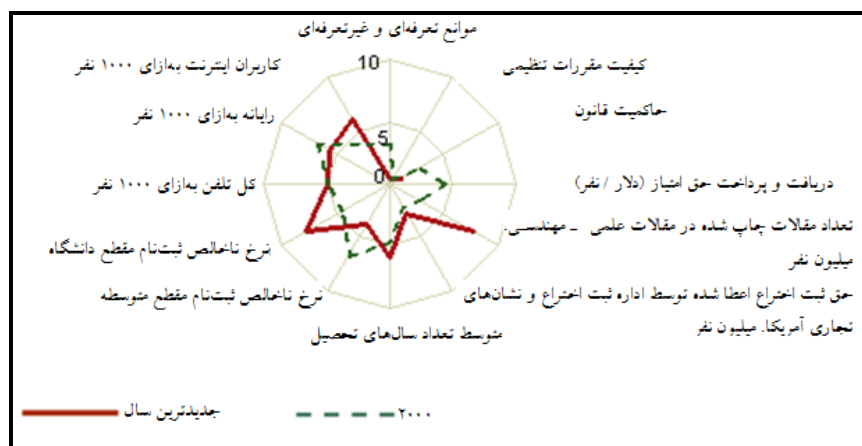 موانع تعرفه‌ای و غیرتعرفه‌ای
کیفیت مقررات تنظیمی
حاکمیت قانون
دریافت و پرداخت حق امتیاز (دلار / نفر)
تعداد مقالات چاپ شده در مقالات علمی - مهندسی.
میلیون نفر
حق ثبت اختراع اعطا شده توسط اداره ثبت اختراع و نشان‌های
تجاری آمریکا. میلیون نفر
متوسط تعداد سال‌های تحصیل
نرخ ناخالص ثبت‌نام مقطع متوسطه
نرخ ناخالص ثبت‌نام مقطع دانشگاه
کل تلفن به‌ازای ۱۰۰۰ نفر
رایانه به‌ازای ۱۰۰۰ نفر
کاربران اینترنت به‌ازای ۱۰۰۰ نفر
10
5
0
۲۰۰۰
جدیدترین سال